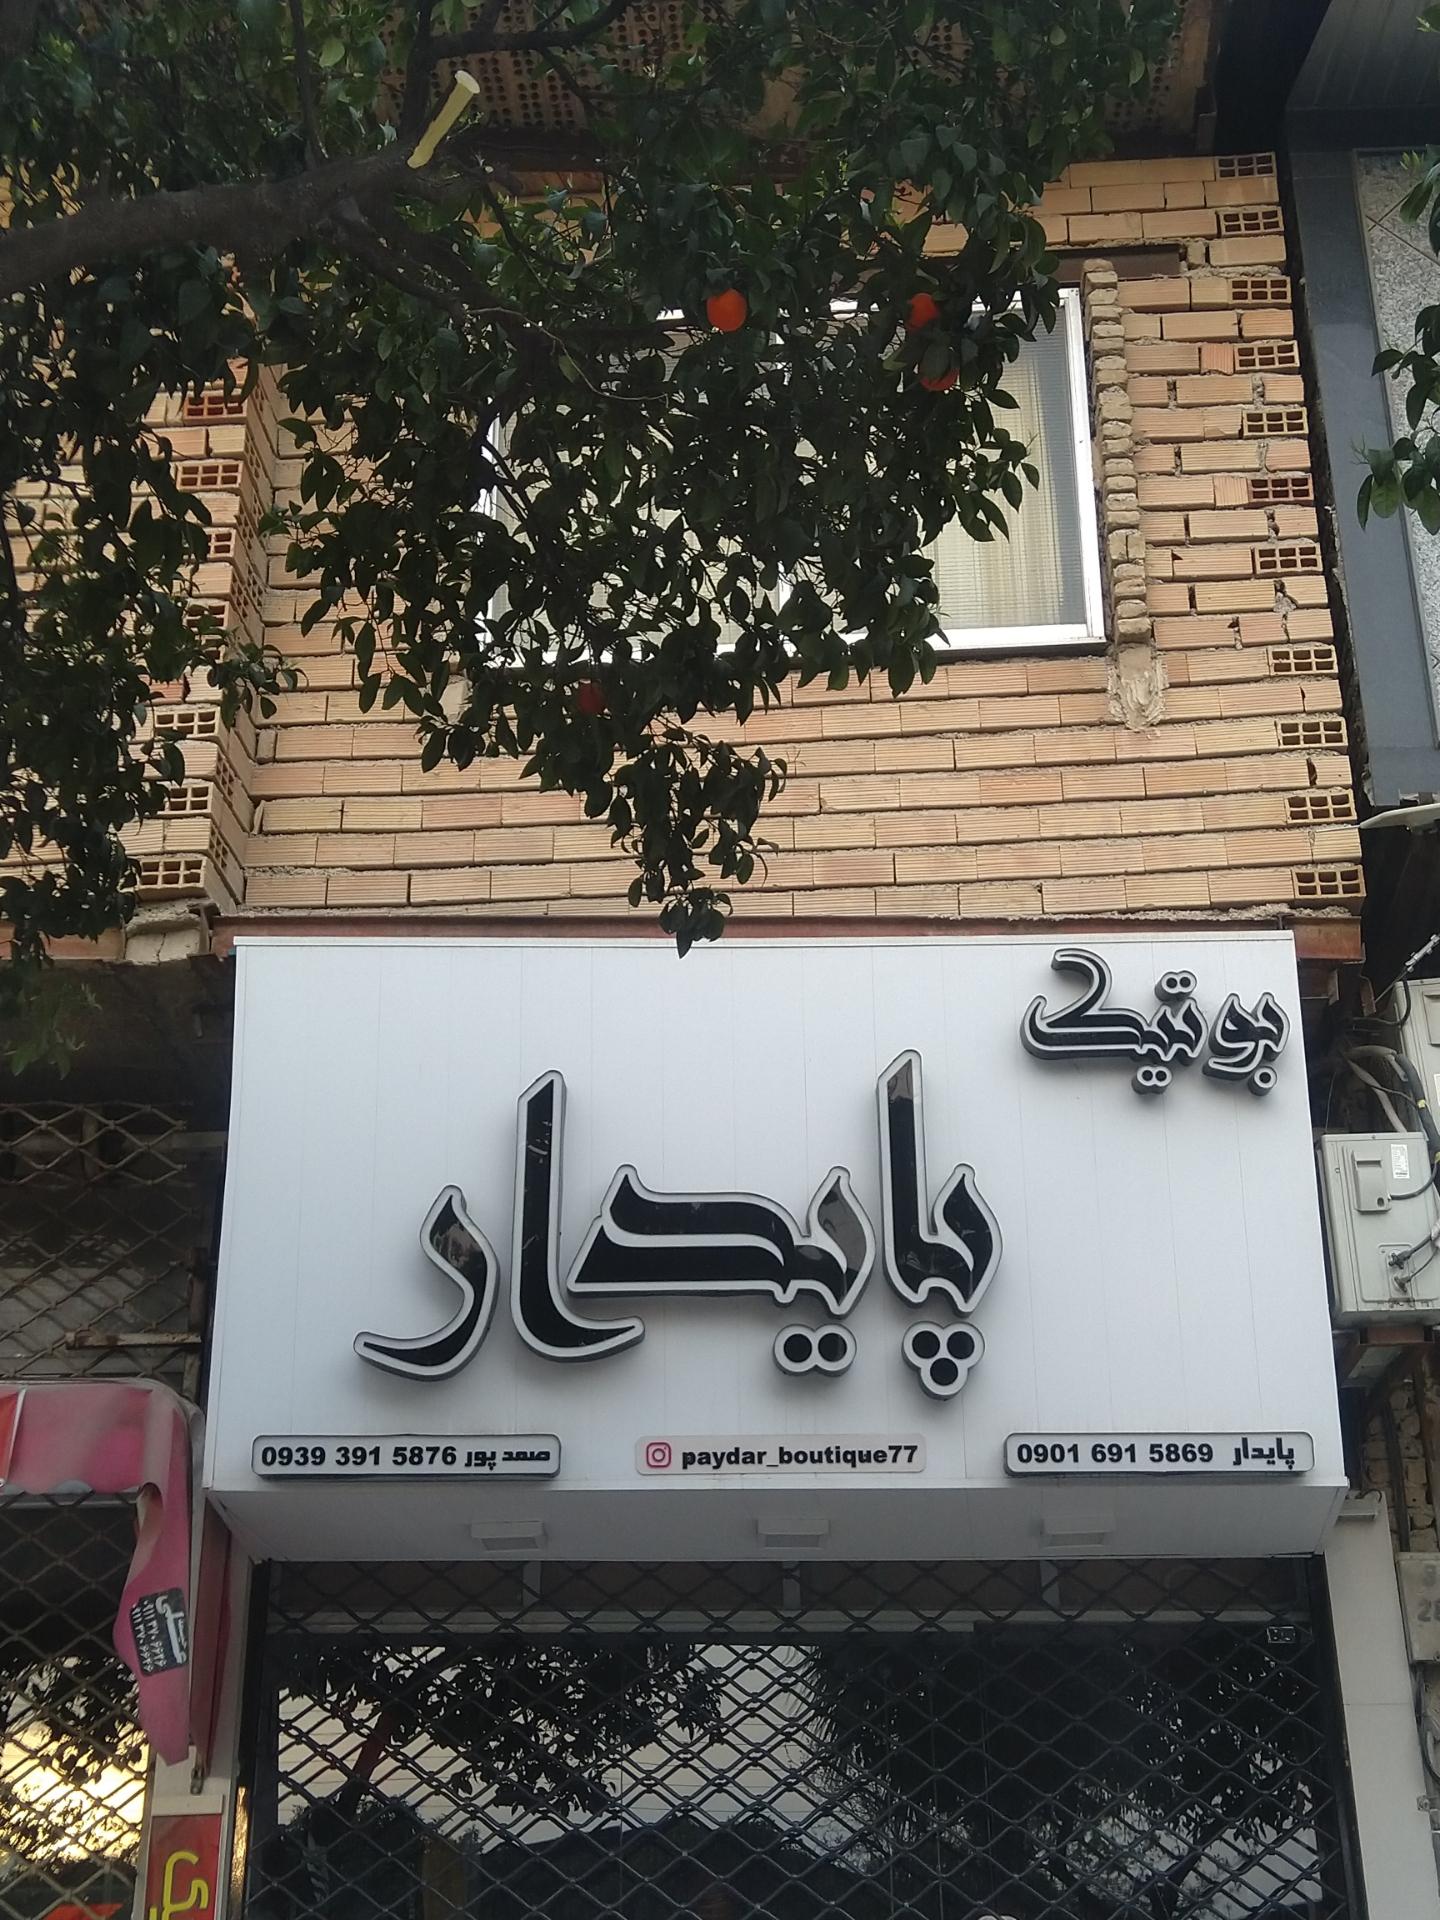 بوتیک
پایدار
پایدار 0901 691 5869
paydar_boutique77
صمد پور 0939 391 5876